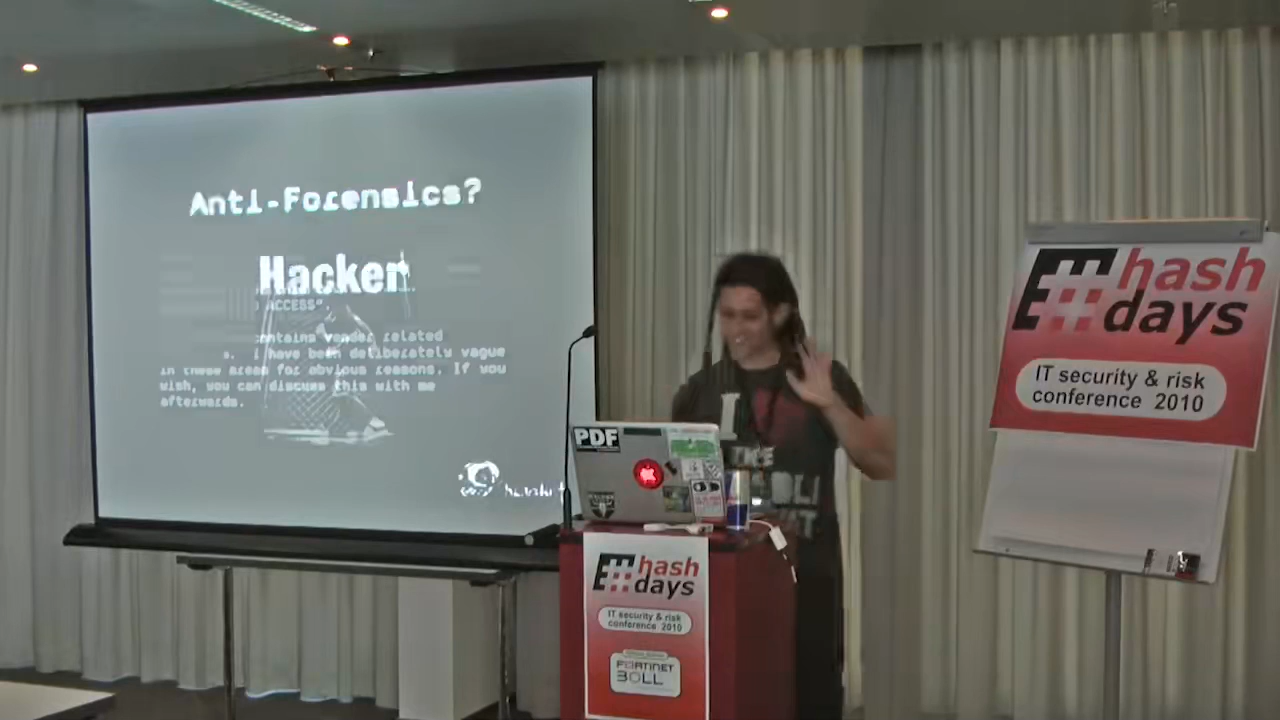 Anti-Forensics?
Hacker
ACCESS".
contains vendor related
I have been deliberately vague
in these areas for obvious reasons. If you
wish, you can discuss this with me
afterwards.
hash
days
IT security & risk
conference 2010
PDF
I
THE
hash
days
IT security & risk
conference 2010
FORTINET
BOLL